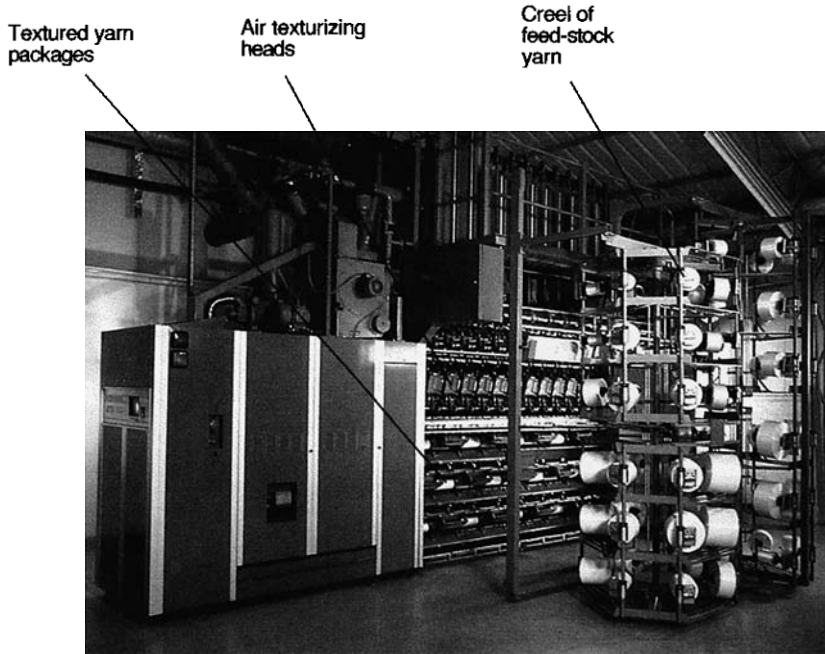 Textured yarn
packages
Air texturizing
heads
Creel of
feed-stock
yarn